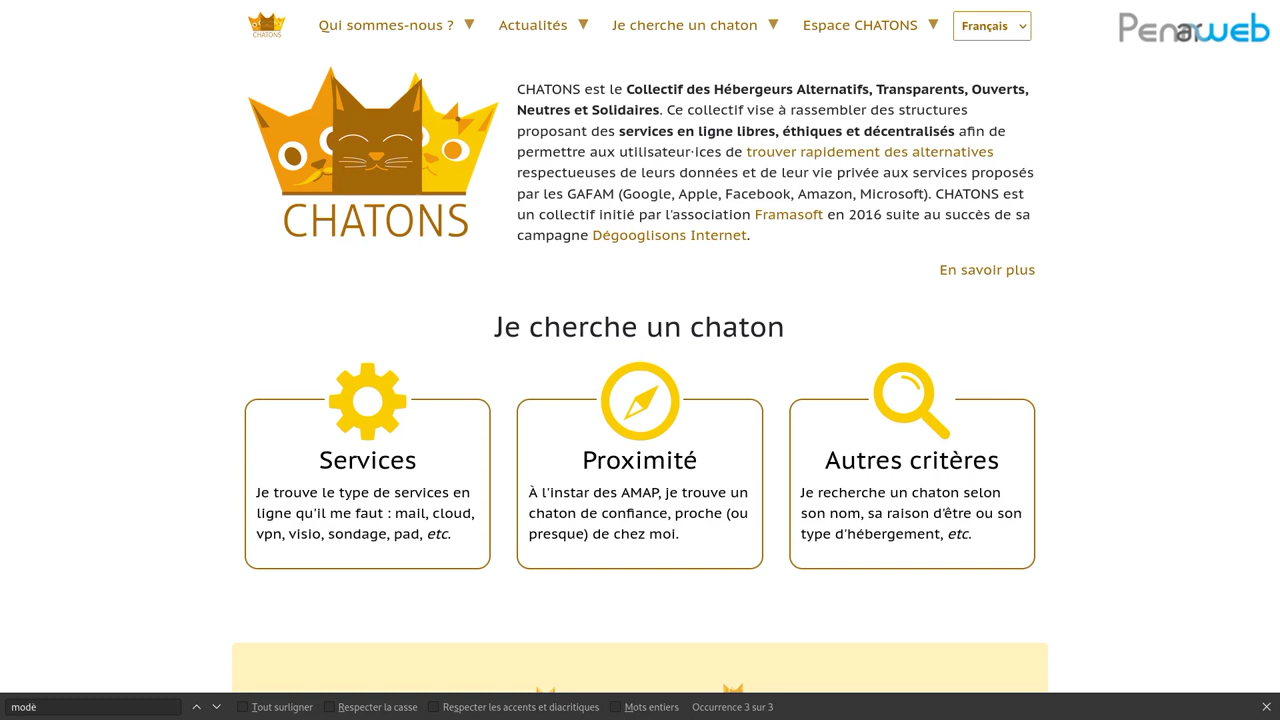 CHATONS
Qui sommes-nous ? ▼ Actualités ▼ Je cherche un chaton ▼ Espace CHATONS ▼ Français
Penarweb
CHATONS est le Collectif des Hébergeurs Alternatifs, Transparents, Ouverts,
Neutres et Solidaires. Ce collectif vise à rassembler des structures
proposant des services en ligne libres, éthiques et décentralisés afin de
permettre aux utilisateur·ices de trouver rapidement des alternatives
respectueuses de leurs données et de leur vie privée aux services proposés
par les GAFAM (Google, Apple, Facebook, Amazon, Microsoft). CHATONS est
un collectif initié par l'association Framasoft en 2016 suite au succès de sa
campagne Dégooglisons Internet.
CHATONS
En savoir plus
Je cherche un chaton
Services
Je trouve le type de services en
ligne qu'il me faut : mail, cloud,
vpn, visio, sondage, pad, etc.
Proximité
À l'instar des AMAP, je trouve un
chaton de confiance, proche (ou
presque) de chez moi.
Autres critères
Je recherche un chaton selon
son nom, sa raison d'être ou son
type d'hébergement, etc.
modè Tout surligner Respecter la casse Respecter les accents et diacritiques Mots entiers Occurrence 3 sur 3